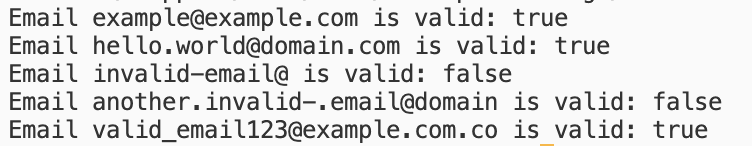 Email example@example.com is valid: true
Email hello.world@domain.com is valid: true
Email invalid-email@ is valid: false
Email another.invalid-.email@domain is valid: false
Email valid_email123@example.com.co is valid: true